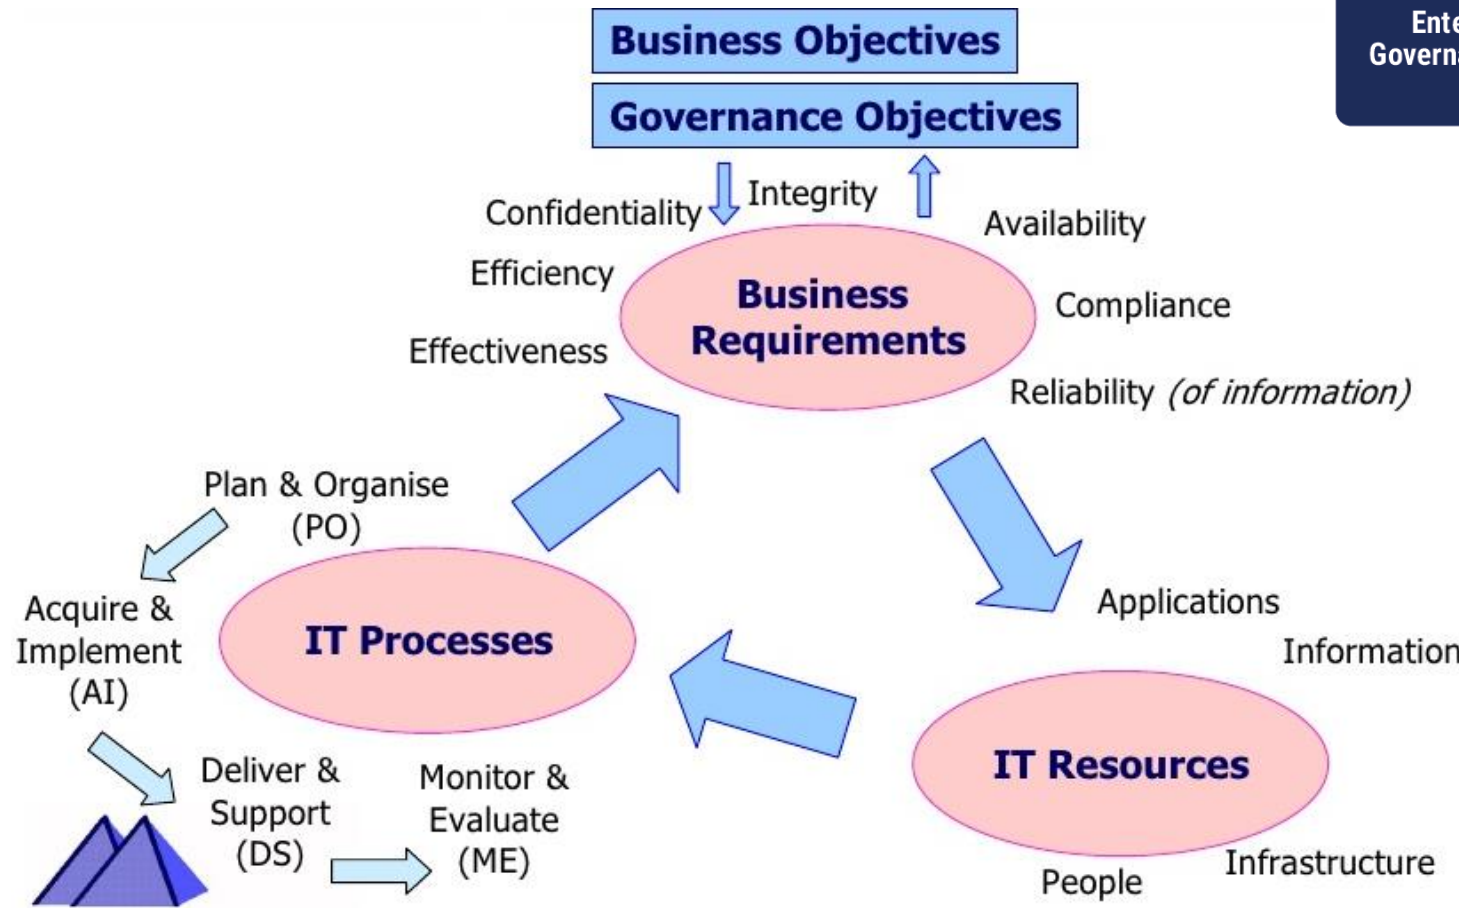 Business Objectives
Governance Objectives
Confidentiality
Integrity
Availability
Efficiency
Business
Requirements
Compliance
Effectiveness
Reliability (of information)
Plan & Organise
(PO)
Acquire &
Implement
(AI)
IT Processes
Applications
Information
IT Resources
Deliver &
Support
(DS)
Monitor &
Evaluate
(ME)
People
Infrastructure